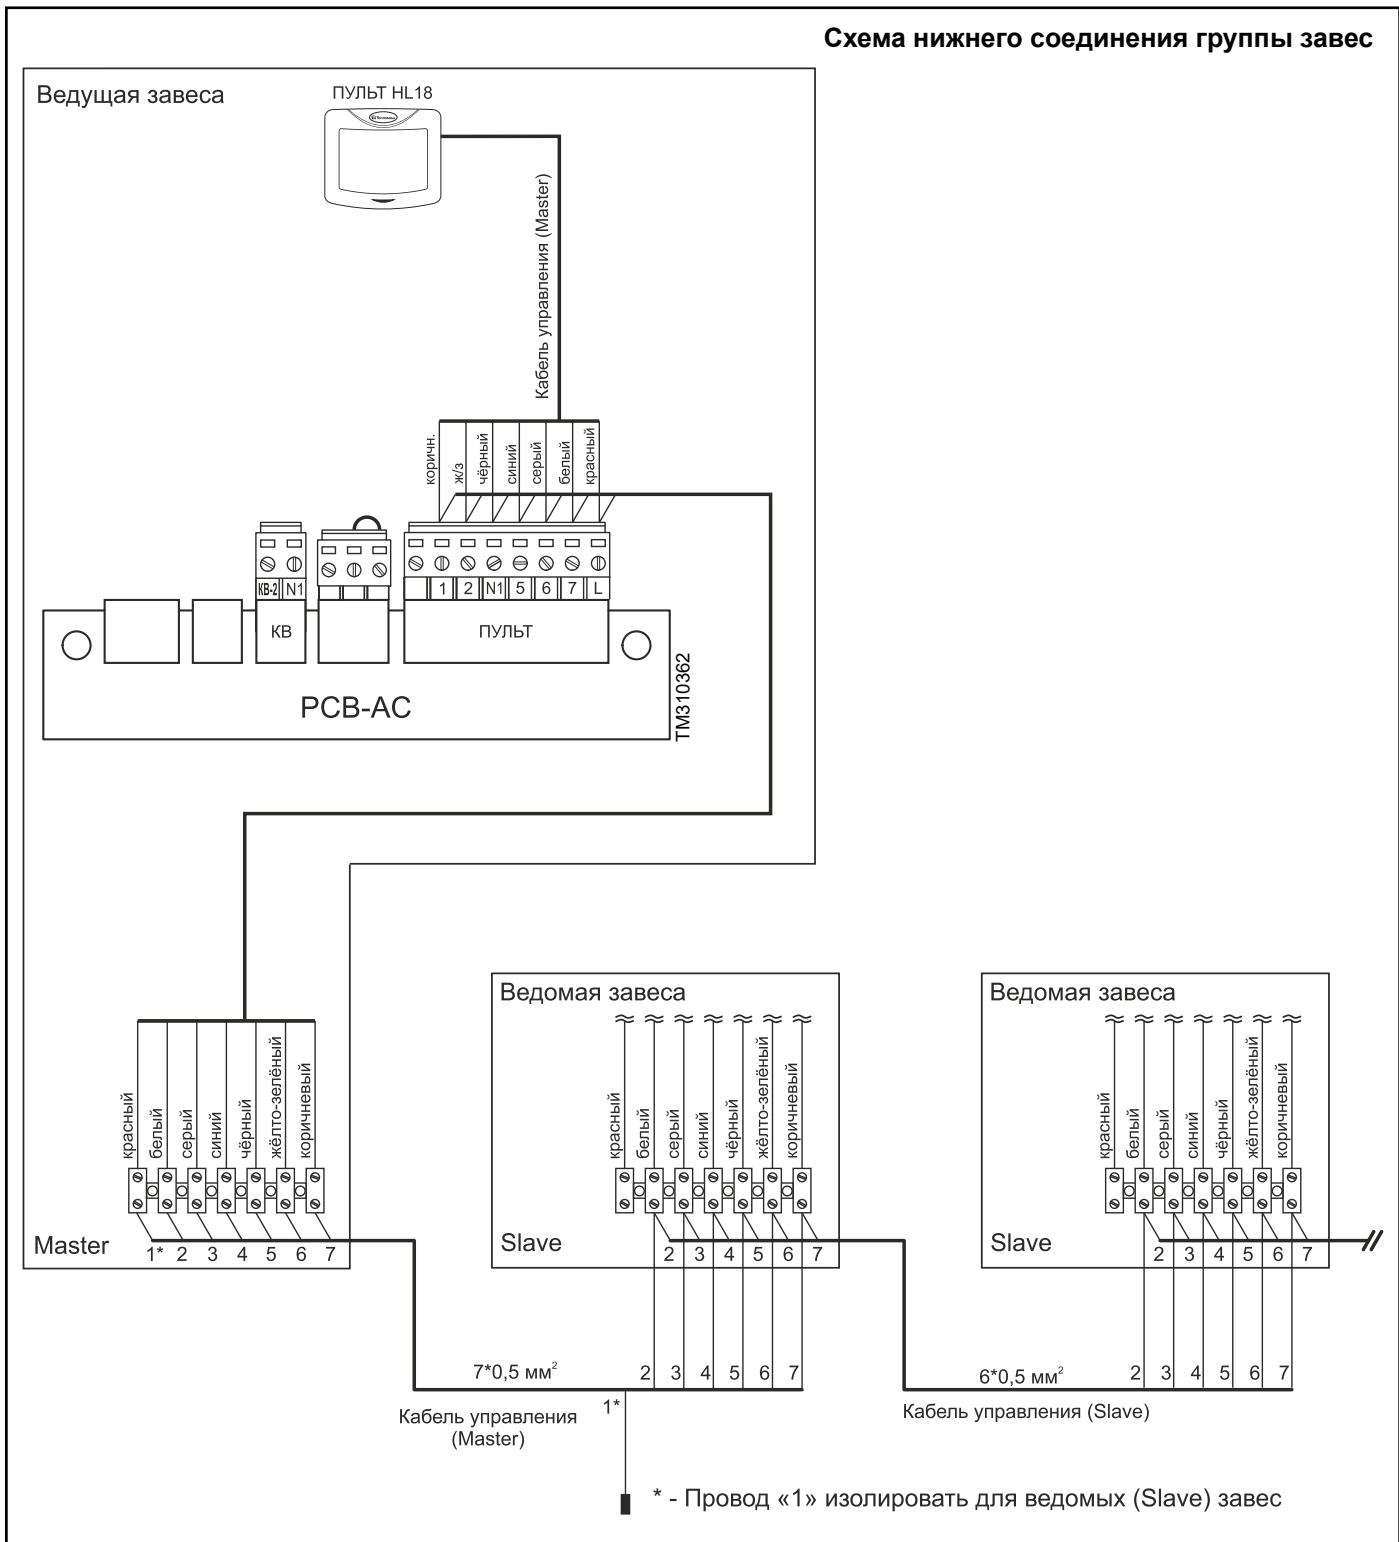 Схема нижнего соединения группы завес
Ведущая завеса
ПУЛЬТ HL18
Кабель управления (Master)
коричн.
ж/з
чёрный
синий
серый
белый
красный
КВ-2 N1
1 2 N1 5 6 7 L
КВ
ПУЛЬТ
PCB-AC
TM310362
красный
белый
серый
синий
чёрный
жёлто-зелёный
коричневый
Master
1* 2 3 4 5 6 7
Ведомая завеса
красный
белый
серый
синий
чёрный
жёлто-зелёный
коричневый
Slave
2 3 4 5 6 7
Ведомая завеса
красный
белый
серый
синий
чёрный
жёлто-зелёный
коричневый
Slave
2 3 4 5 6 7
7*0,5 мм²
2 3 4 5 6 7
1*
Кабель управления
(Master)
6*0,5 мм²
2 3 4 5 6 7
Кабель управления (Slave)
* - Провод «1» изолировать для ведомых (Slave) завес